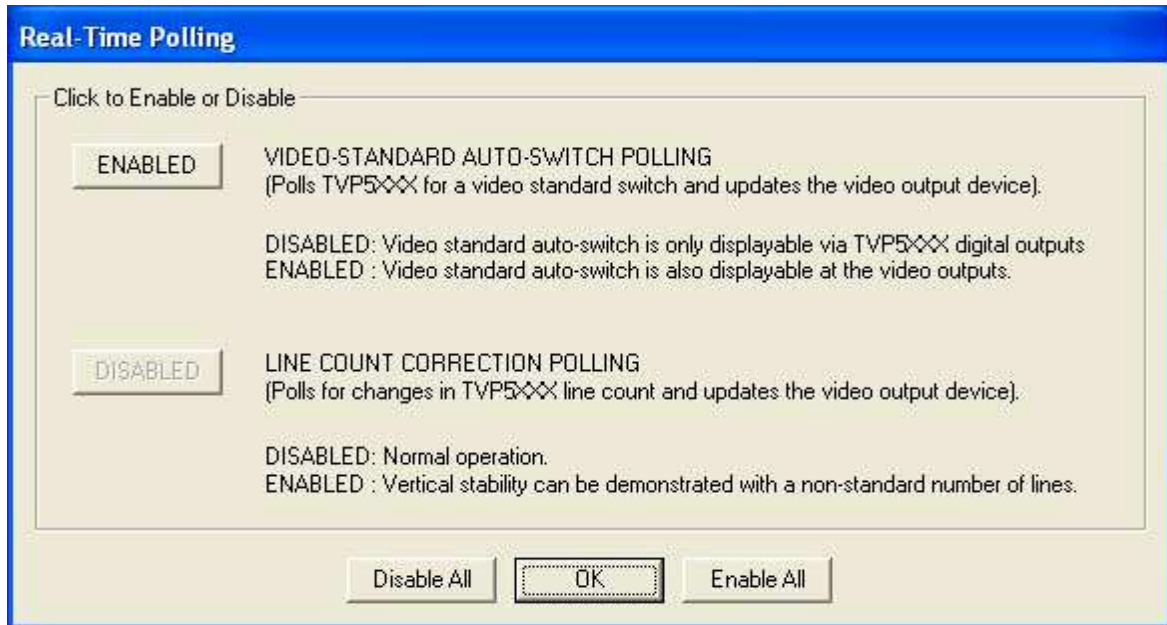 Real-Time Polling
Click to Enable or Disable
ENABLED
VIDEO-STANDARD AUTO-SWITCH POLLING
(Polls TVP5XXX for a video standard switch and updates the video output device).
DISABLED: Video standard auto-switch is only displayable via TVP5XXX digital outputs
ENABLED : Video standard auto-switch is also displayable at the video outputs.
DISABLED
LINE COUNT CORRECTION POLLING
(Polls for changes in TVP5XXX line count and updates the video output device).
DISABLED: Normal operation.
ENABLED : Vertical stability can be demonstrated with a non-standard number of lines.
Disable All
OK
Enable All